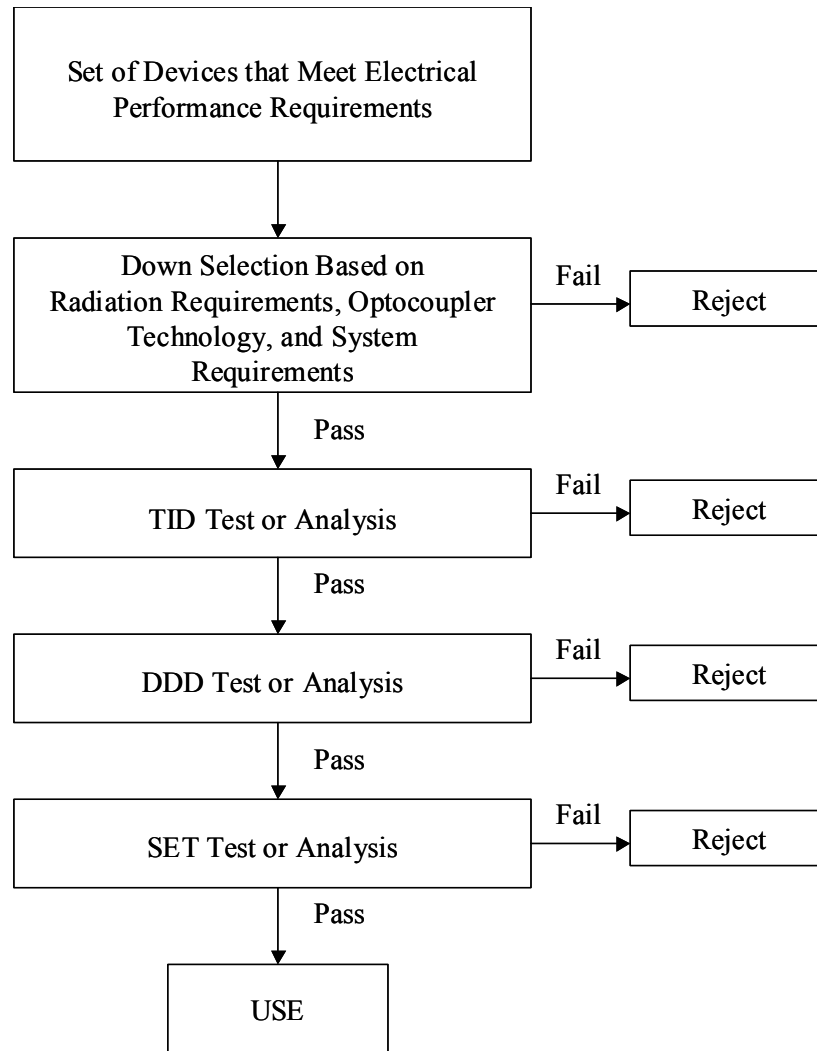 Set of Devices that Meet Electrical
Performance Requirements
Down Selection Based on
Radiation Requirements, Optocoupler
Technology, and System
Requirements
Fail
Reject
Pass
TID Test or Analysis
Fail
Reject
Pass
DDD Test or Analysis
Fail
Reject
Pass
SET Test or Analysis
Fail
Reject
Pass
USE